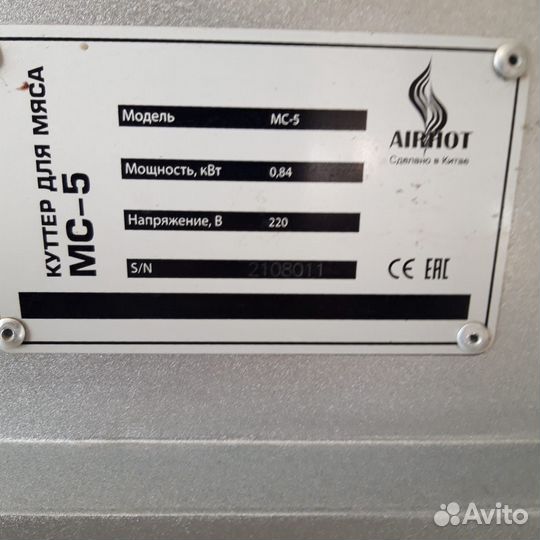 КУТТЕР ДЛЯ МЯСА
МС-5
Модель МС-5
Мощность, кВт 0,84
Напряжение, В 220
S/N 2108011
AIRHOT
Сделано в Китае
CE EAC
Avito